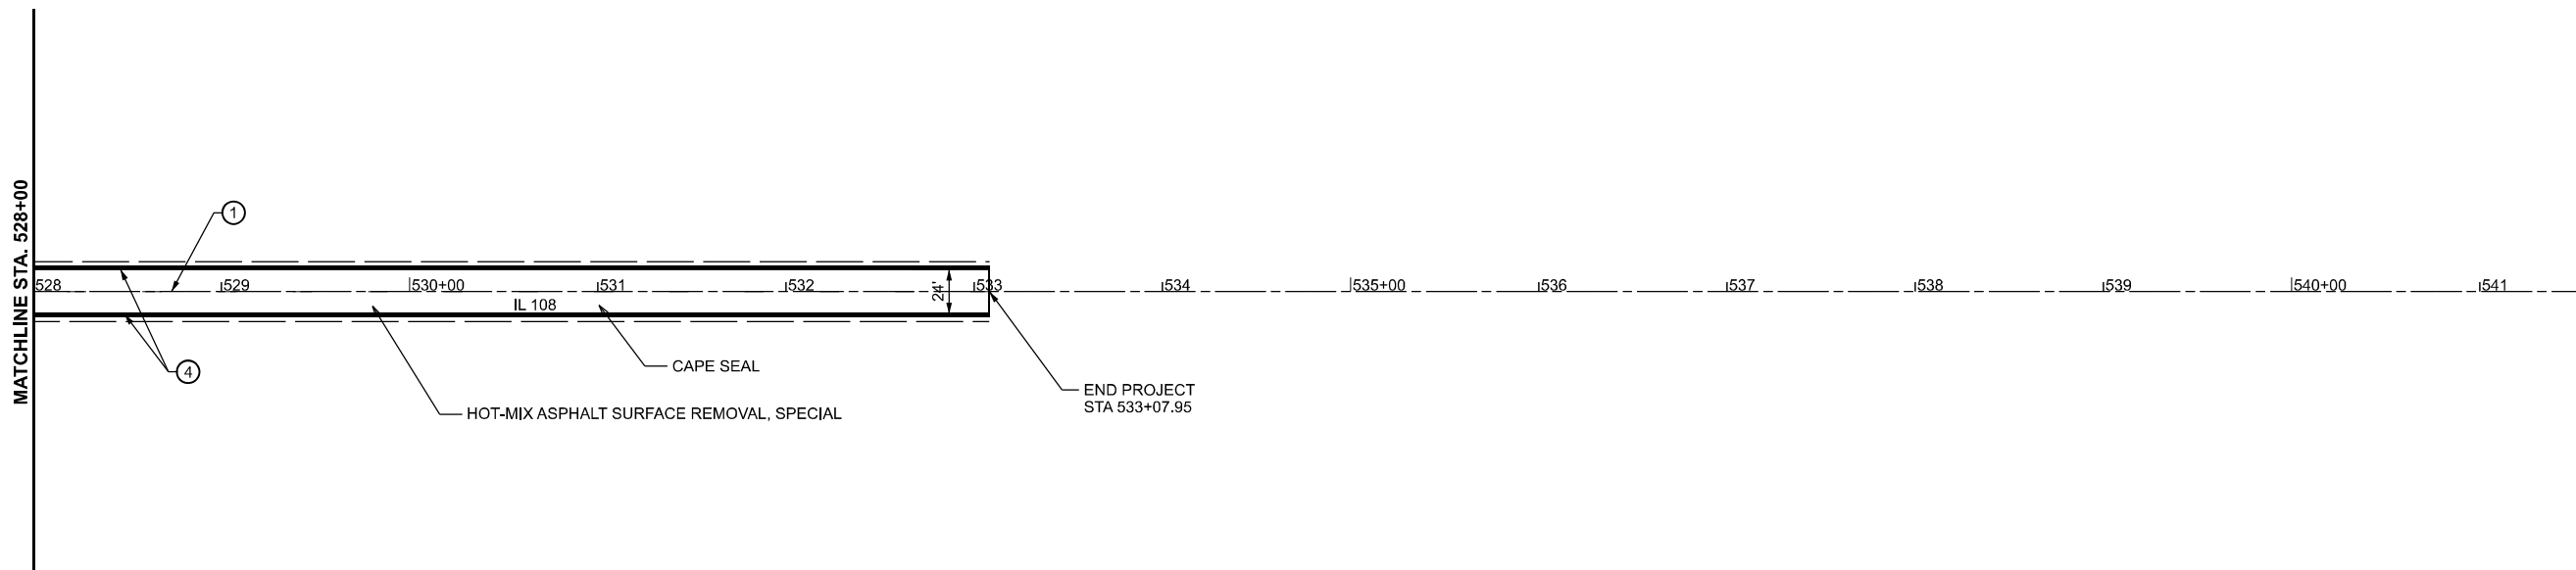 MATCHLINE STA. 528+00
1
528 529 530+00 531 532 533 534 535+00 536 537 538 539 540+00 541
24'
IL 108
CAPE SEAL
4
END PROJECT
STA 533+07.95
HOT-MIX ASPHALT SURFACE REMOVAL, SPECIAL